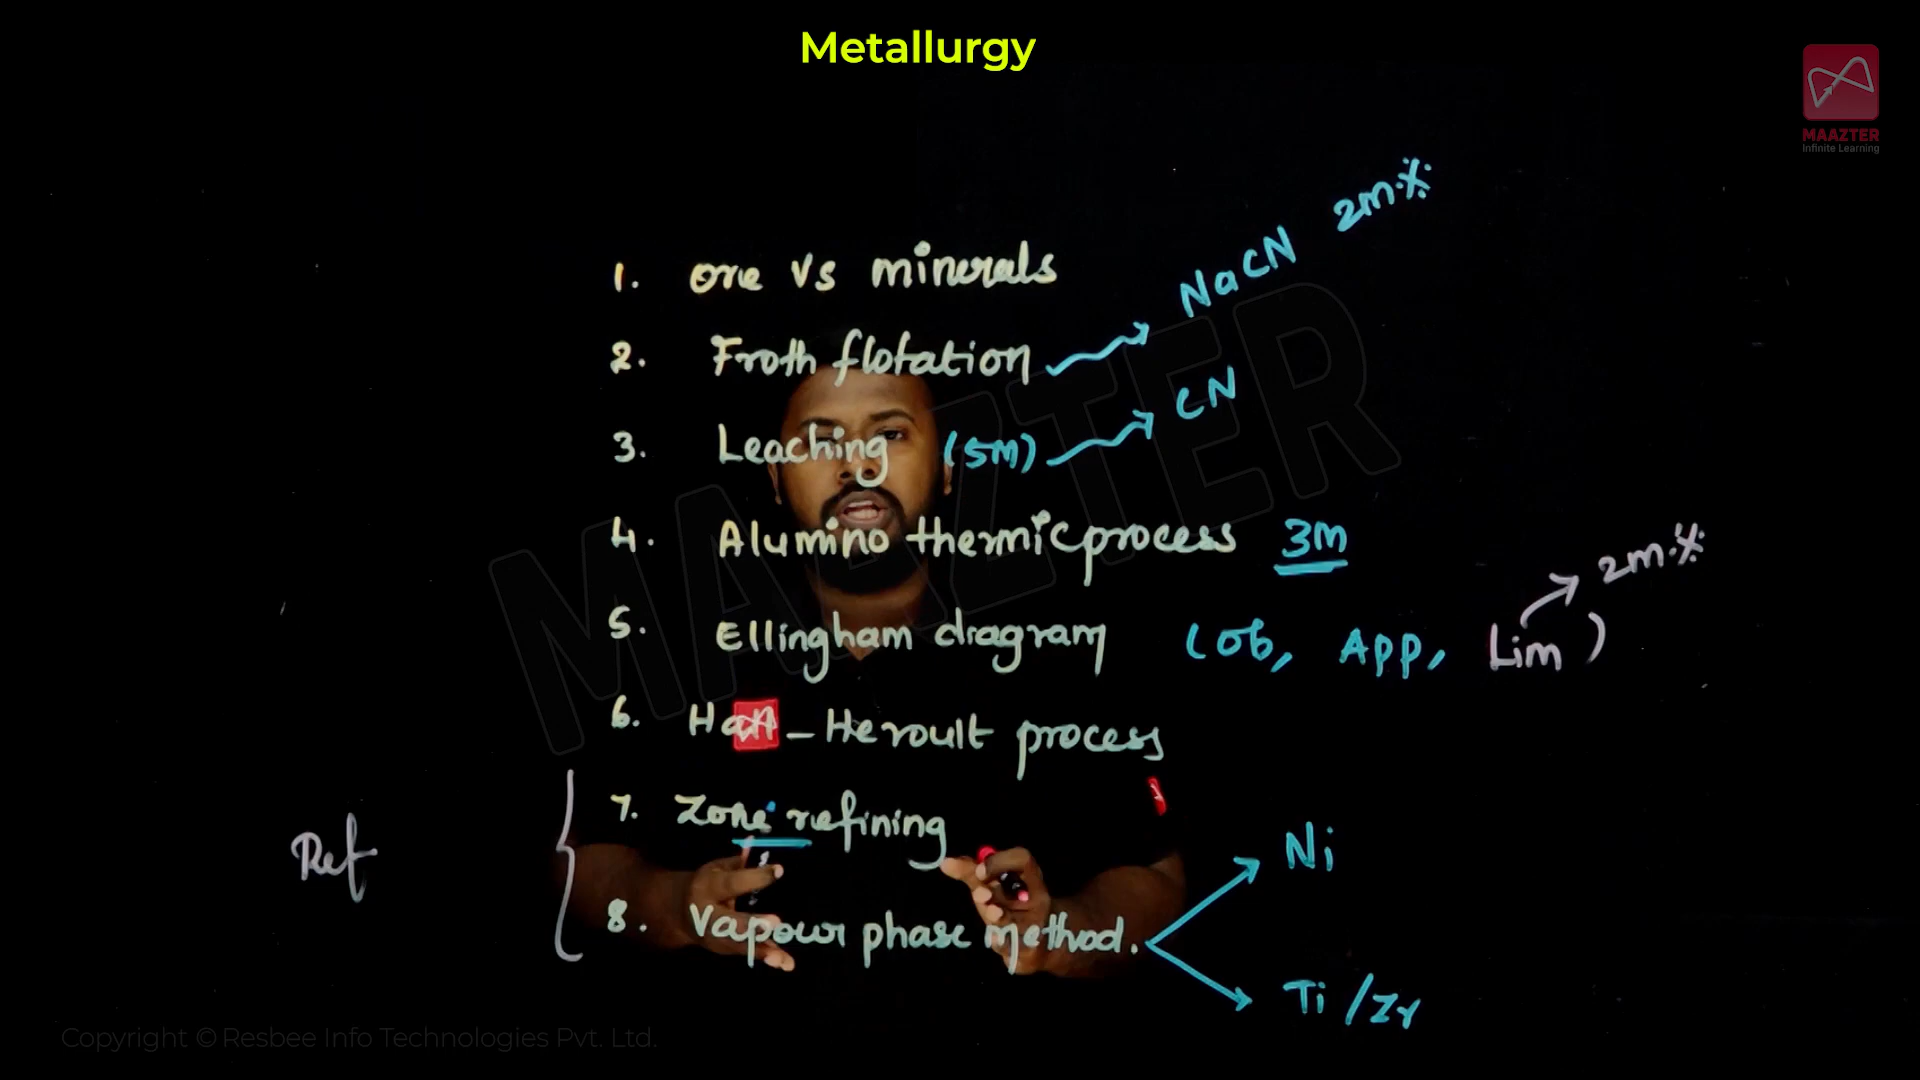 Metallurgy
MAAZTER
Infinite Learning
1. ore Vs minerals
NaCN 2m.※
2. Froth flotation
3. Leaching (5M) CN
4. Alumino thermic process 3m
5. Ellingham diagram (Ob, App, Lim) 2m.※
6. Hall - Heroult process
Ref
7. Zone refining
8. Vapour phase method.
Ni
Ti / Zr
MAAZTER
Copyright © Resbee Info Technologies Pvt. Ltd.